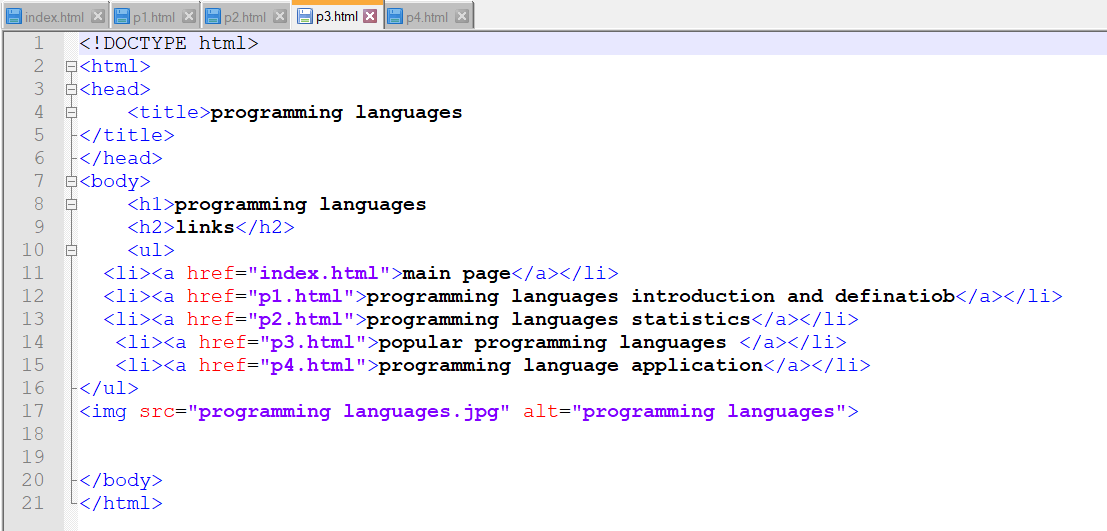 index.html p1.html p2.html p3.html p4.html
1 <!DOCTYPE html>
2 <html>
3 <head>
4 <title>programming languages
5 </title>
6 </head>
7 <body>
8 <h1>programming languages
9 <h2>links</h2>
10 <ul>
11 <li><a href="index.html">main page</a></li>
12 <li><a href="p1.html">programming languages introduction and definatiob</a></li>
13 <li><a href="p2.html">programming languages statistics</a></li>
14 <li><a href="p3.html">popular programming languages </a></li>
15 <li><a href="p4.html">programming language application</a></li>
16 </ul>
17 <img src="programming languages.jpg" alt="programming languages">
18
19
20 </body>
21 </html>